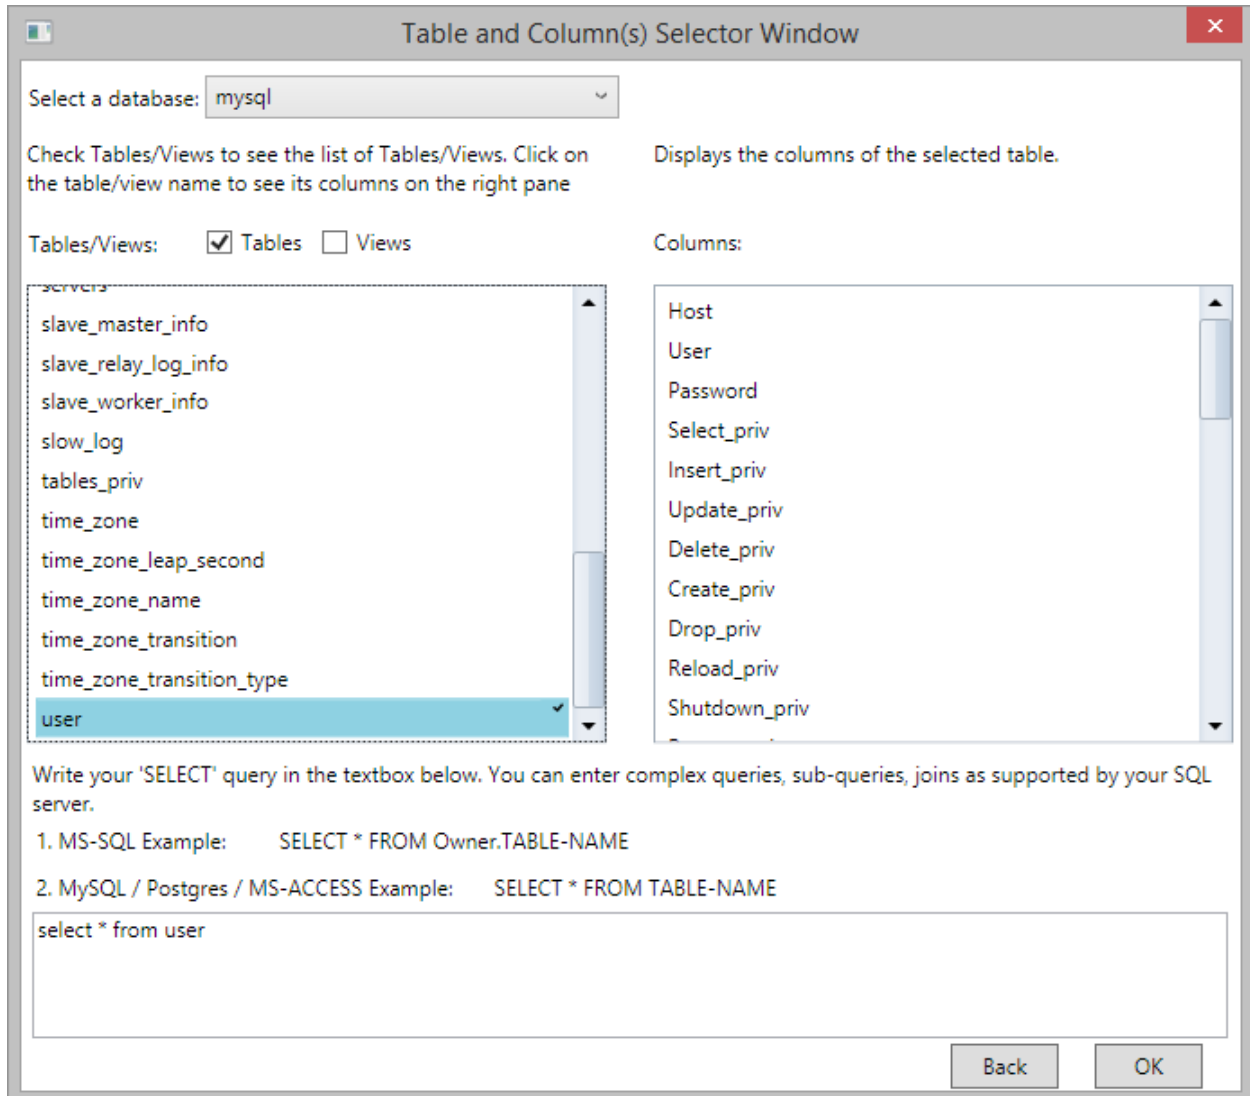 Table and Column(s) Selector Window
Select a database: mysql
Check Tables/Views to see the list of Tables/Views. Click on
the table/view name to see its columns on the right pane
Displays the columns of the selected table.
Tables/Views: Tables Views
Columns:
servers
slave_master_info
slave_relay_log_info
slave_worker_info
slow_log
tables_priv
time_zone
time_zone_leap_second
time_zone_name
time_zone_transition
time_zone_transition_type
user
Host
User
Password
Select_priv
Insert_priv
Update_priv
Delete_priv
Create_priv
Drop_priv
Reload_priv
Shutdown_priv
Write your 'SELECT' query in the textbox below. You can enter complex queries, sub-queries, joins as supported by your SQL
server.
1. MS-SQL Example: SELECT * FROM Owner.TABLE-NAME
2. MySQL / Postgres / MS-ACCESS Example: SELECT * FROM TABLE-NAME
select * from user
Back OK